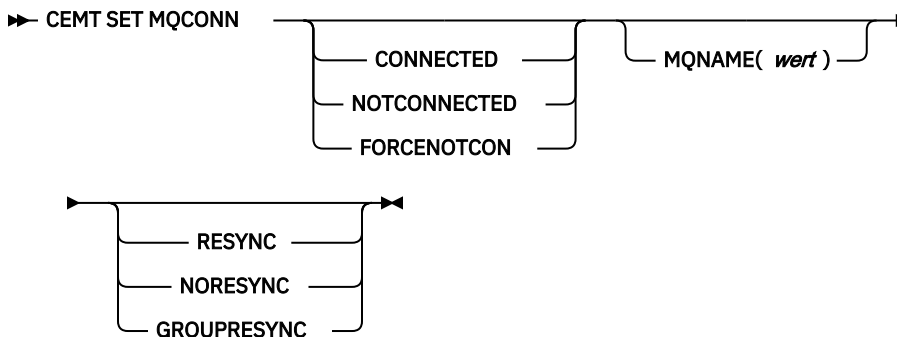 CEMT SET MQCONN
CONNECTED
MQNAME( wert )
NOTCONNECTED
FORCENOTCON
RESYNC
NORESYNC
GROUPRESYNC